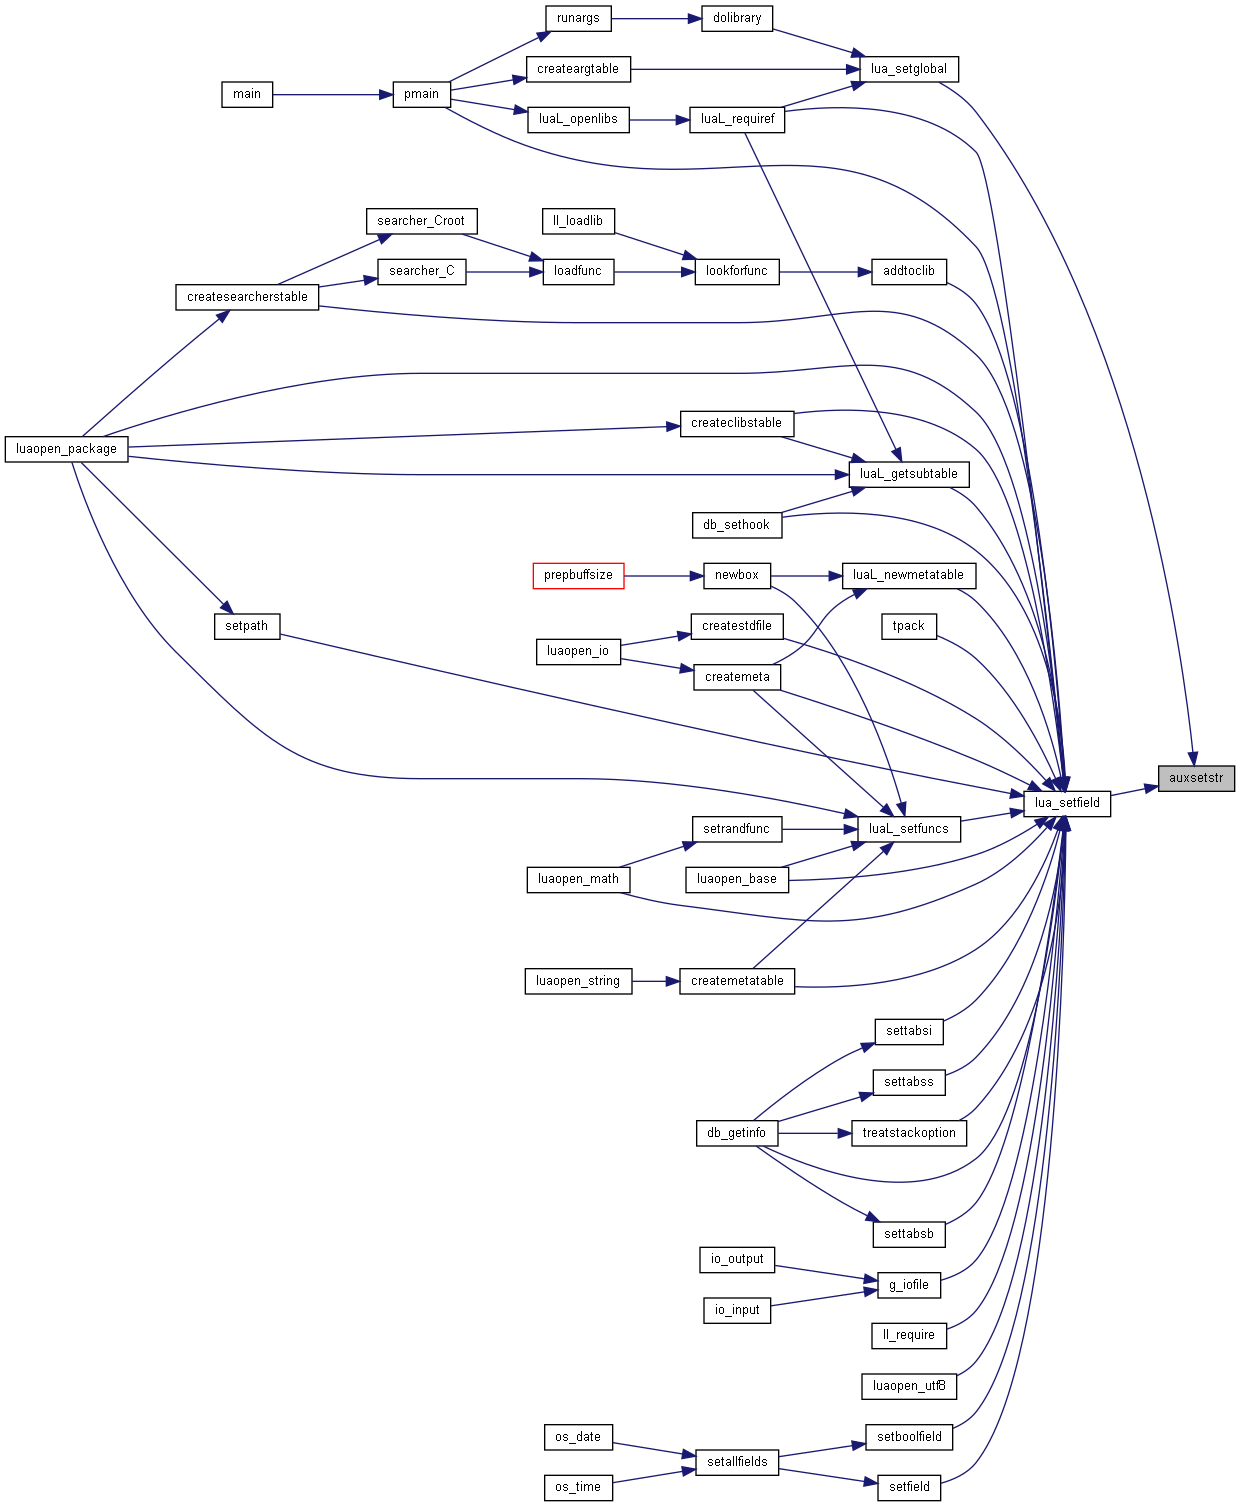 runargs
dolibrary
createargtable
lua_setglobal
main
pmain
luaL_openlibs
luaL_requiref
searcher_Croot
ll_loadlib
searcher_C
loadfunc
lookforfunc
addtoclib
createsearcherstable
createclibstable
luaopen_package
luaL_getsubtable
db_sethook
prepbuffsize
newbox
luaL_newmetatable
setpath
createstdfile
tpack
luaopen_io
createmeta
auxsetstr
lua_setfield
setrandfunc
luaL_setfuncs
luaopen_math
luaopen_base
luaopen_string
createmetatable
settabsi
settabss
db_getinfo
treatstackoption
settabsb
io_output
g_iofile
io_input
ll_require
luaopen_utf8
os_date
setboolfield
setallfields
os_time
setfield